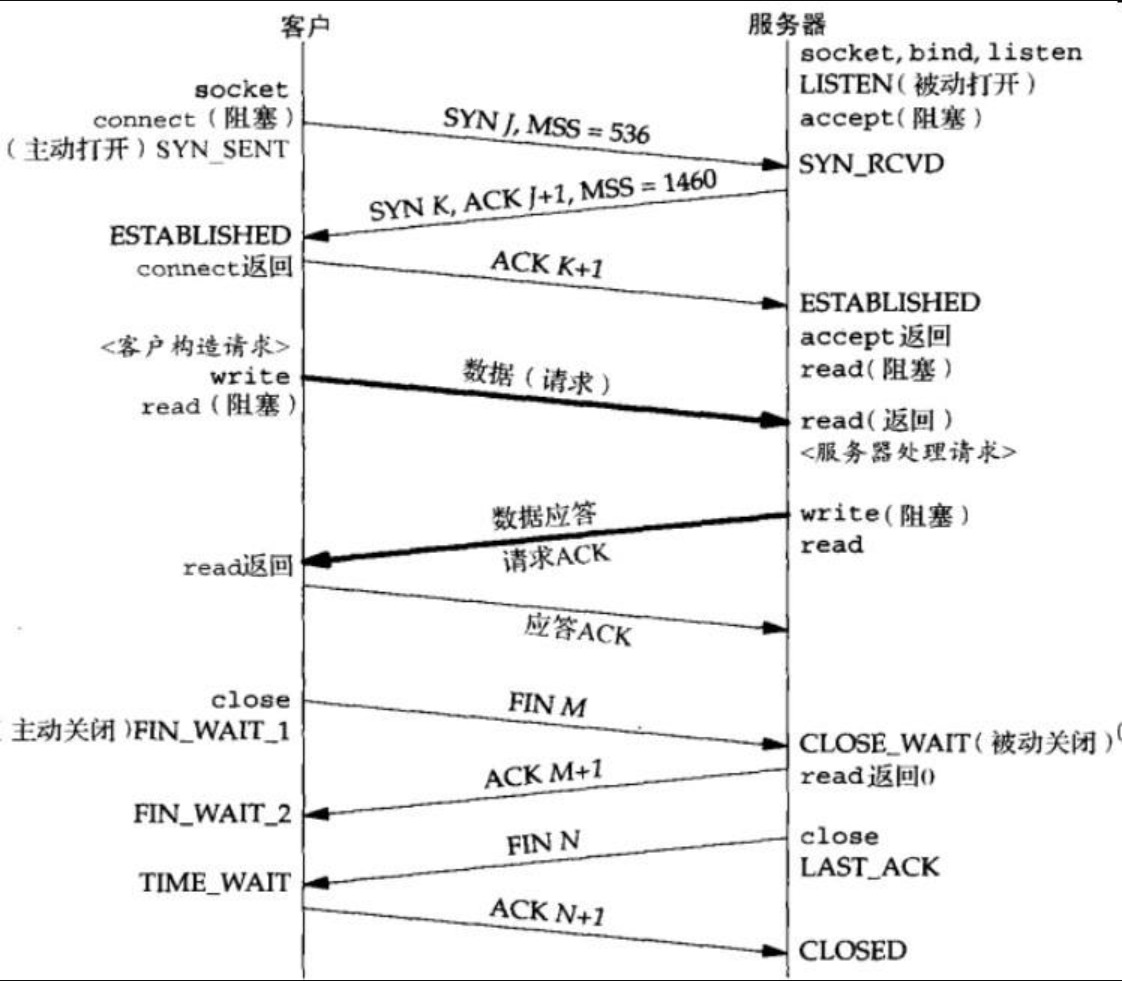 客户
服务器
socket, bind, listen
socket
LISTEN(被动打开)
connect(阻塞)
SYN J, MSS = 536
accept(阻塞)
(主动打开) SYN_SENT
SYN_RCVD
SYN K, ACK J+1, MSS = 1460
ESTABLISHED
connect返回
ACK K+1
ESTABLISHED
accept返回
<客户构造请求>
read(阻塞)
write
数据(请求)
read(阻塞)
read(返回)
<服务器处理请求>
数据应答
write(阻塞)
read
请求ACK
read返回
应答ACK
close
FIN M
(主动关闭)FIN_WAIT_1
CLOSE_WAIT(被动关闭)
ACK M+1
read返回0
FIN_WAIT_2
FIN N
close
LAST_ACK
TIME_WAIT
ACK N+1
CLOSED